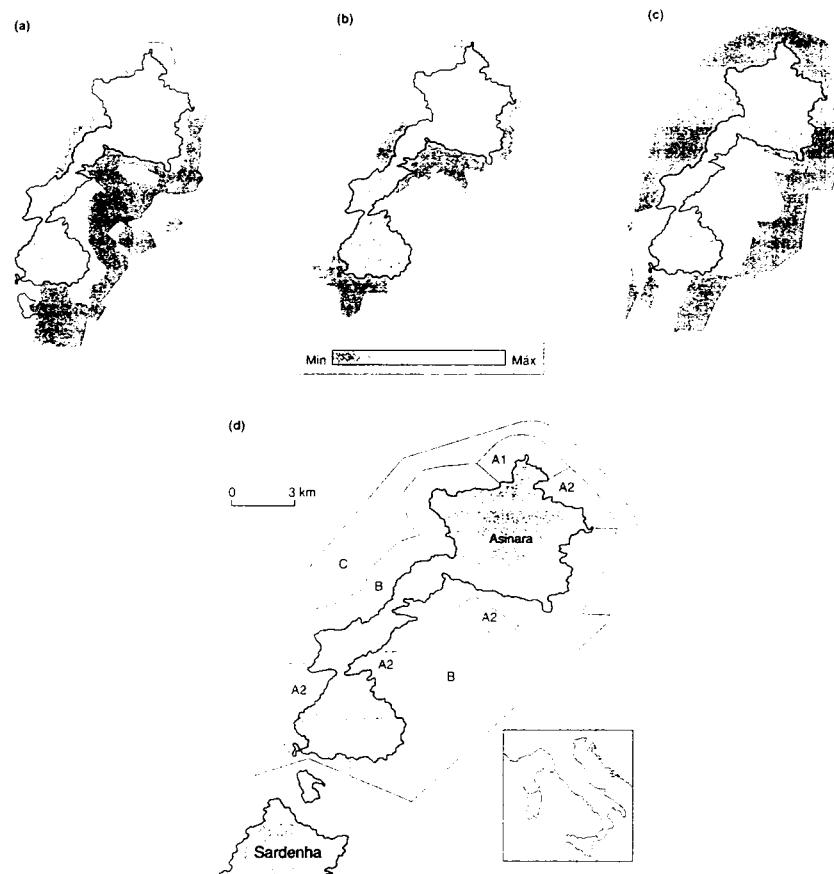 (a)
(b)
(c)
Min
Máx
(d)
0 3 km
A1
A2
Asinara
C
B
A2
A2
A2
B
Sardenha